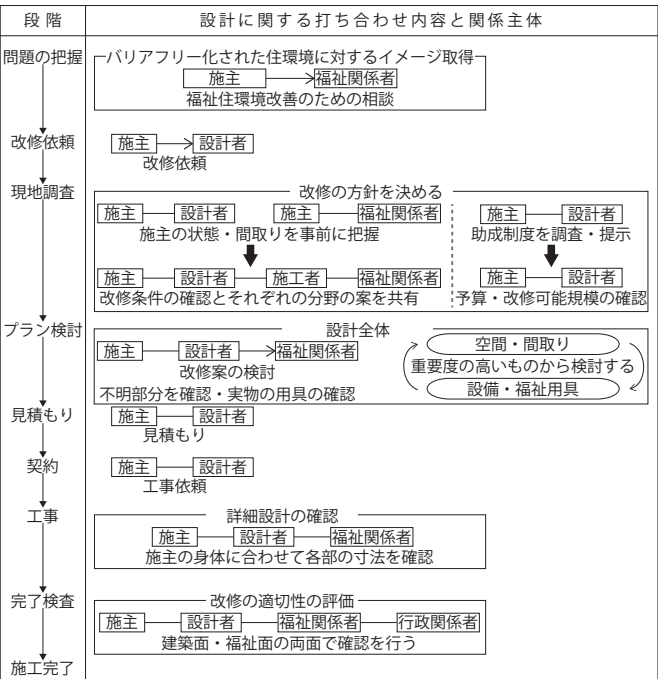 段階 設計に関する打ち合わせ内容と関係主体
問題の把握 バリアフリー化された住環境に対するイメージ取得
施主 福祉関係者
福祉住環境改善のための相談
改修依頼 施主 設計者
改修依頼
現地調査 改修の方針を決める
施主 設計者 施主 福祉関係者 施主 設計者
施主の状態・間取りを事前に把握 助成制度を調査・提示
施主 設計者 施工者 福祉関係者 施主 設計者
改修条件の確認とそれぞれの分野の案を共有 予算・改修可能規模の確認
プラン検討 設計全体
空間・間取り
施主 設計者 福祉関係者
重要度の高いものから検討する
改修案の検討
設備・福祉用具
不明部分を確認・実物の用具の確認
見積もり 施主 設計者
見積もり
契約 施主 設計者
工事依頼
工事 詳細設計の確認
施主 設計者 福祉関係者
施主の身体に合わせて各部の寸法を確認
完了検査 改修の適切性の評価
施主 設計者 福祉関係者 行政関係者
建築面・福祉面の両面で確認を行う
施工完了